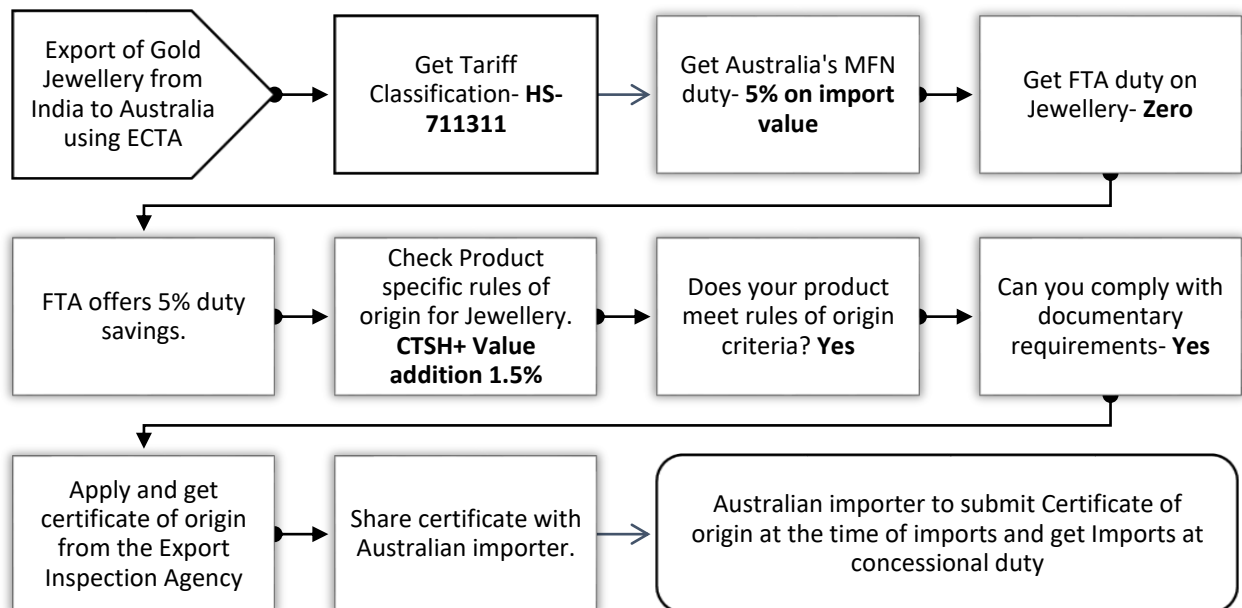 Export of Gold
Jewellery from
India to Australia
using ECTA
Get Tariff
Classification- HS-
711311
Get Australia's MFN
duty- 5% on import
value
Get FTA duty on
Jewellery- Zero
FTA offers 5% duty
savings.
Check Product
specific rules of
origin for Jewellery.
CTSH+ Value
addition 1.5%
Does your product
meet rules of origin
criteria? Yes
Can you comply with
documentary
requirements- Yes
Apply and get
certificate of origin
from the Export
Inspection Agency
Share certificate with
Australian importer.
Australian importer to submit Certificate of
origin at the time of imports and get Imports at
concessional duty